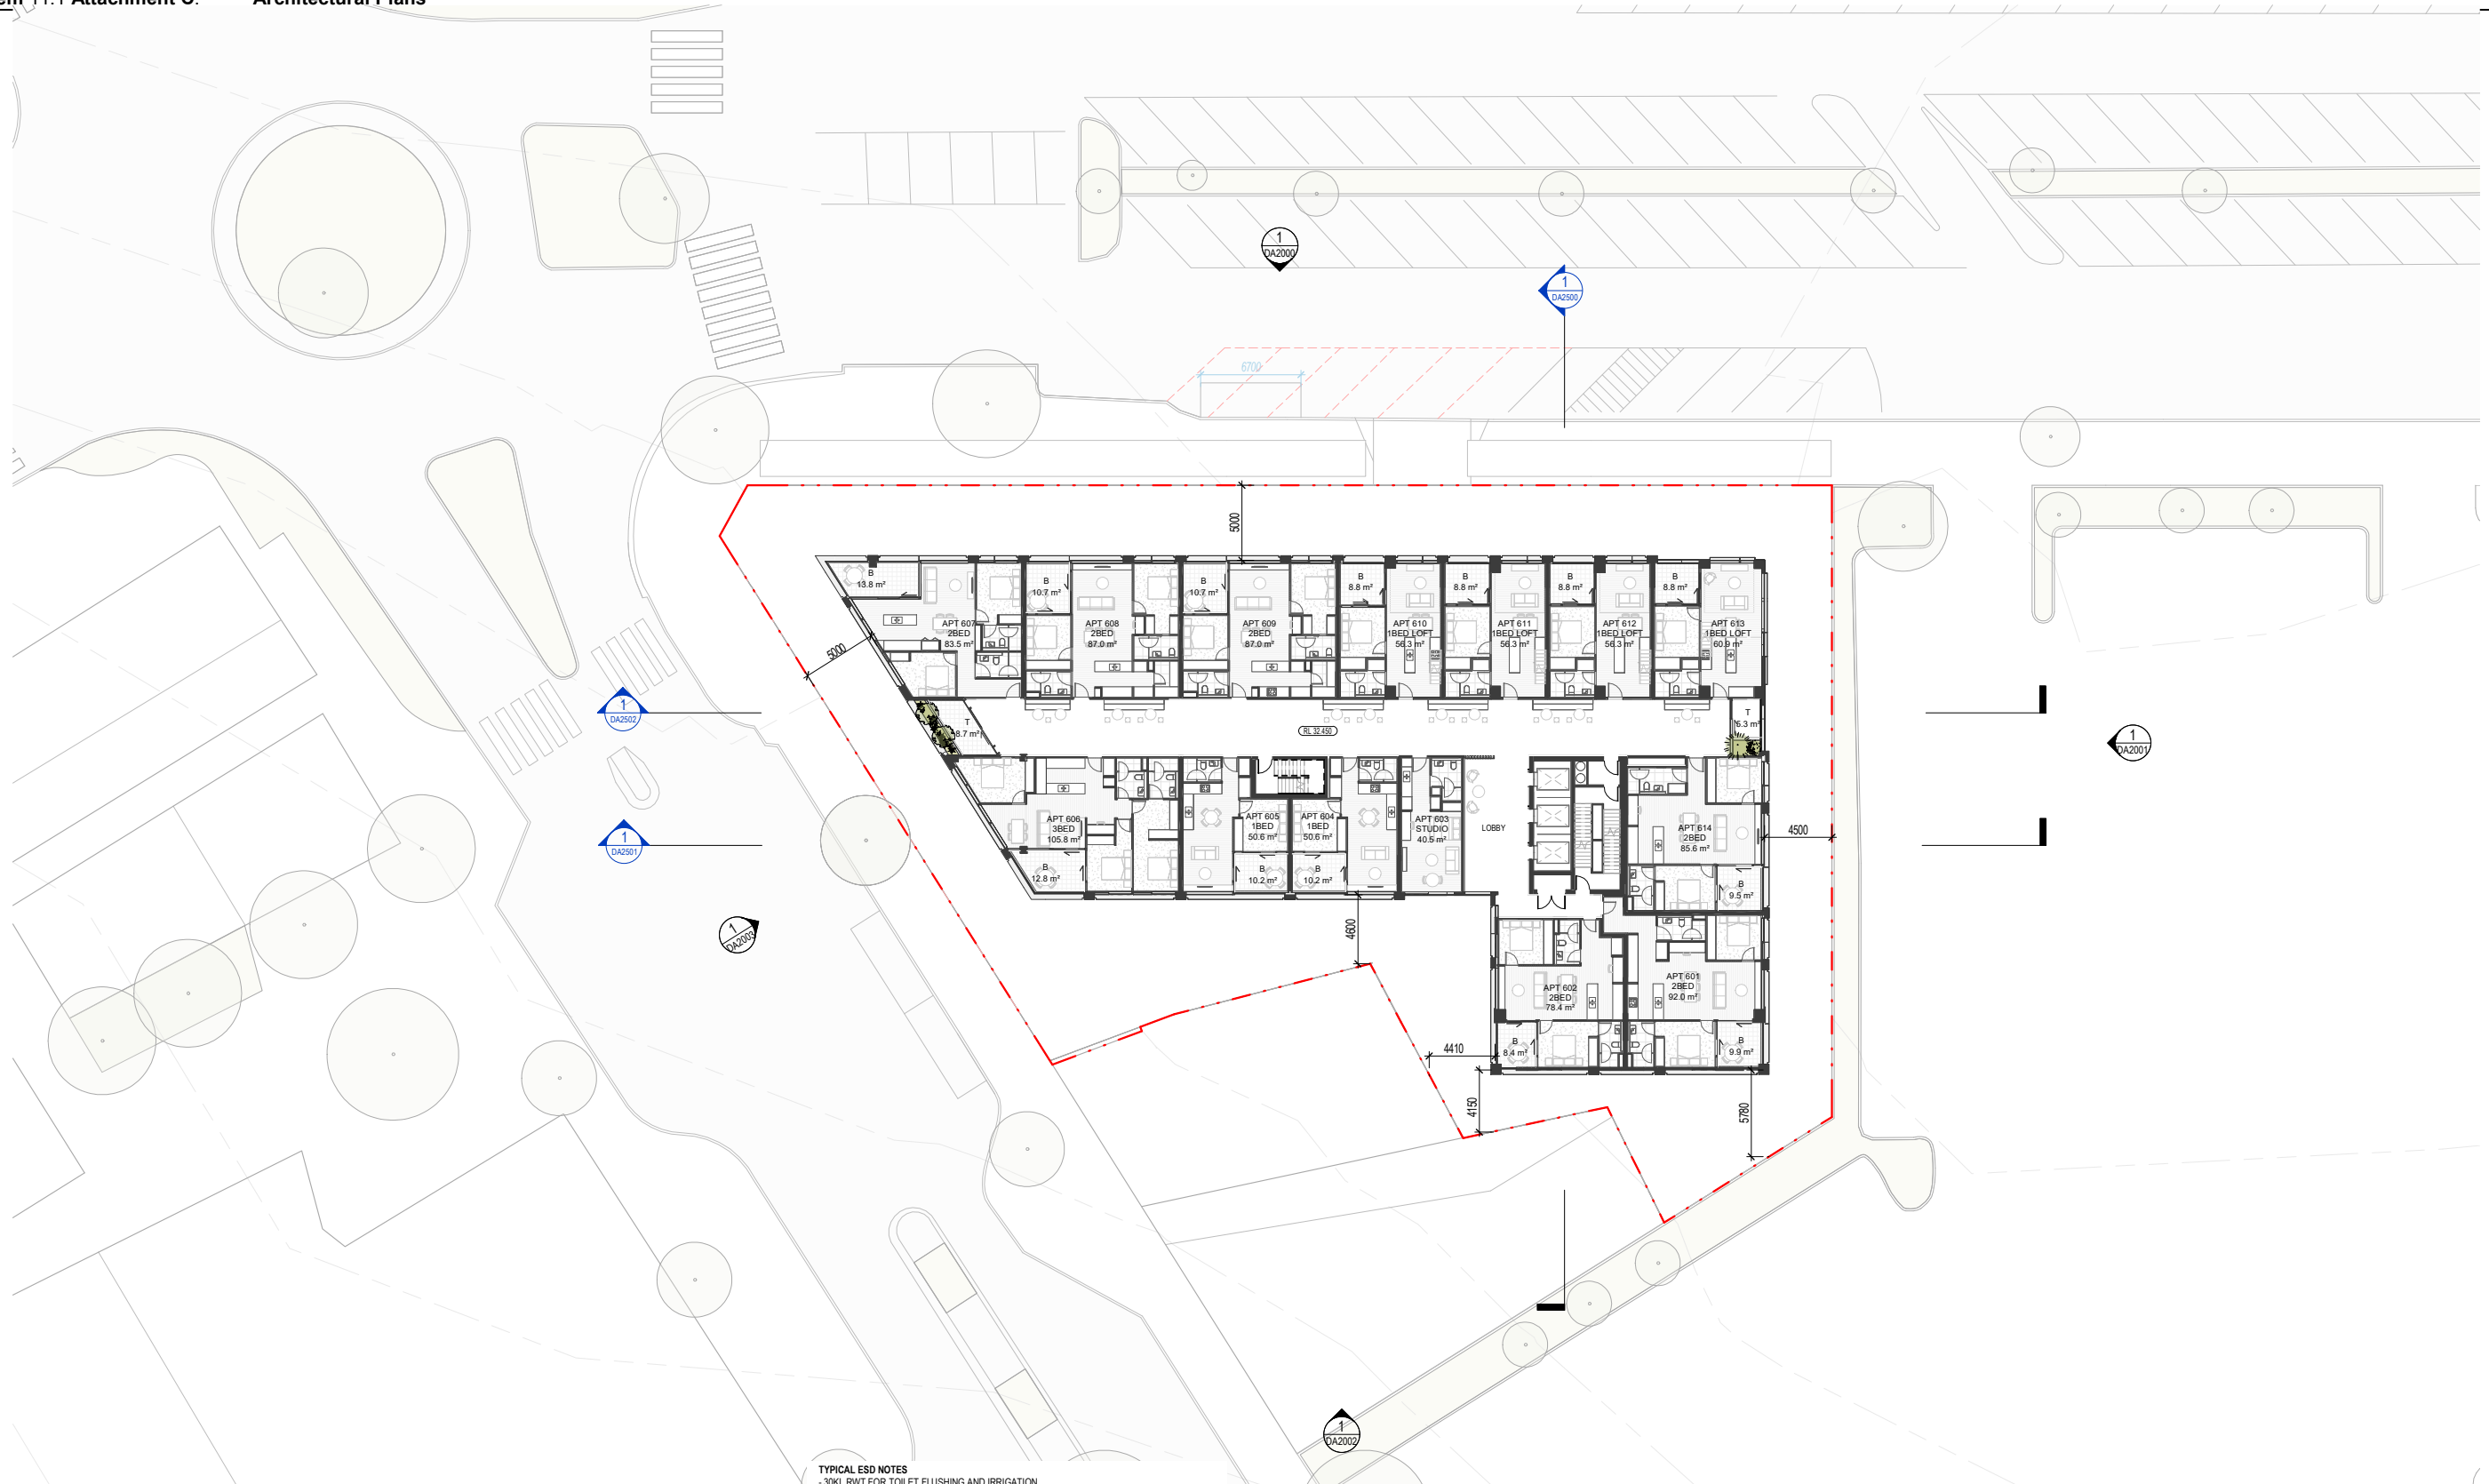 11.1 Attachment C: Architectural Plans
1
DA2000
1
DA2500
6700
5000
B
13.8 m²
B
10.7 m²
B
10.7 m²
B
8.8 m²
B
8.8 m²
B
8.8 m²
B
8.8 m²
APT 607
2BED
83.5 m²
APT 608
2BED
87.0 m²
APT 609
2BED
87.0 m²
APT 610
1BED LOFT
56.3 m²
APT 611
1BED LOFT
56.3 m²
APT 612
1BED LOFT
56.3 m²
APT 613
1BED LOFT
60.9 m²
5000
1
DA2502
T
8.7 m²
RL 32.450
T
6.3 m²
1
DA2001
APT 606
3BED
105.8 m²
APT 605
1BED
50.6 m²
APT 604
1BED
50.6 m²
APT 603
STUDIO
40.5 m²
LOBBY
APT 614
2BED
85.6 m²
4500
1
DA2501
B
12.8 m²
B
10.2 m²
B
10.2 m²
B
9.5 m²
1
DA2003
4600
APT 602
2BED
78.4 m²
APT 601
2BED
92.0 m²
B
8.4 m²
B
9.9 m²
4410
4150
5780
1
DA2002
TYPICAL ESD NOTES
- 30KL RWT FOR TOILET FLUSHING AND IRRIGATION